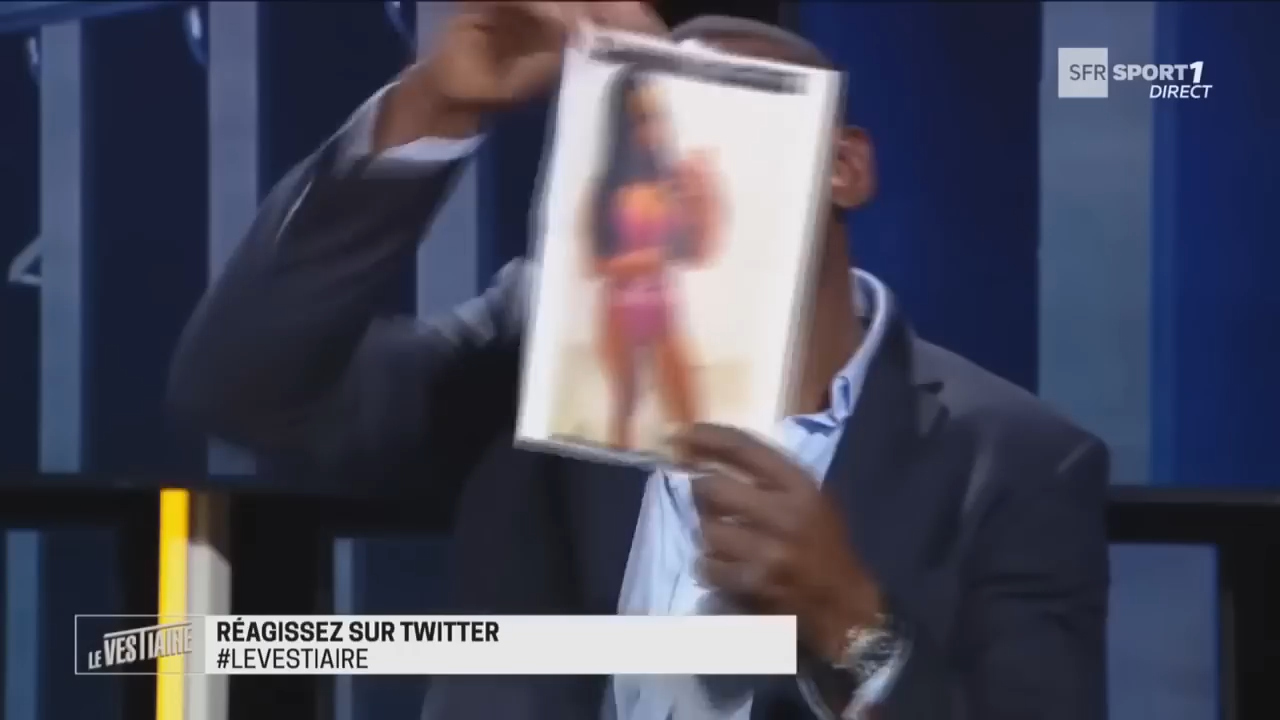 SFR SPORT1
DIRECT
LE VESTIAIRE
RÉAGISSEZ SUR TWITTER
#LEVESTIAIRE